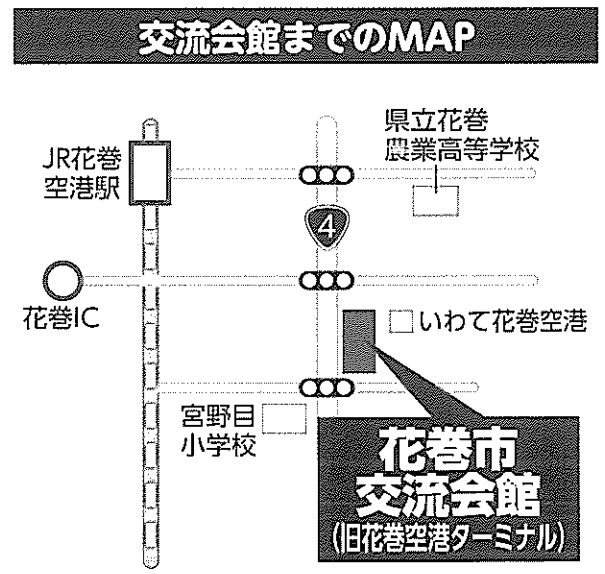 交流会館までのMAP
県立花巻
農業高等学校
JR花巻
空港駅
4
花巻IC
いわて花巻空港
宮野目
小学校
花巻市
交流会館
(旧花巻空港ターミナル)